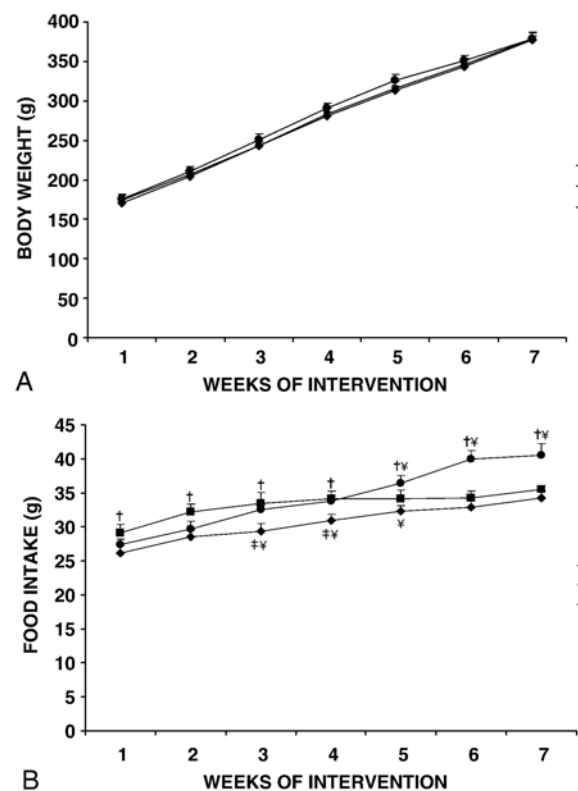 400
350
300
250
200
150
100
50
0
BODY WEIGHT (g)
1 2 3 4 5 6 7
A
WEEKS OF INTERVENTION
45
40
35
30
25
20
15
10
5
0
FOOD INTAKE (g)
† † † † †¥ †¥ †¥
‡¥ ‡¥ ¥
1 2 3 4 5 6 7
B
WEEKS OF INTERVENTION